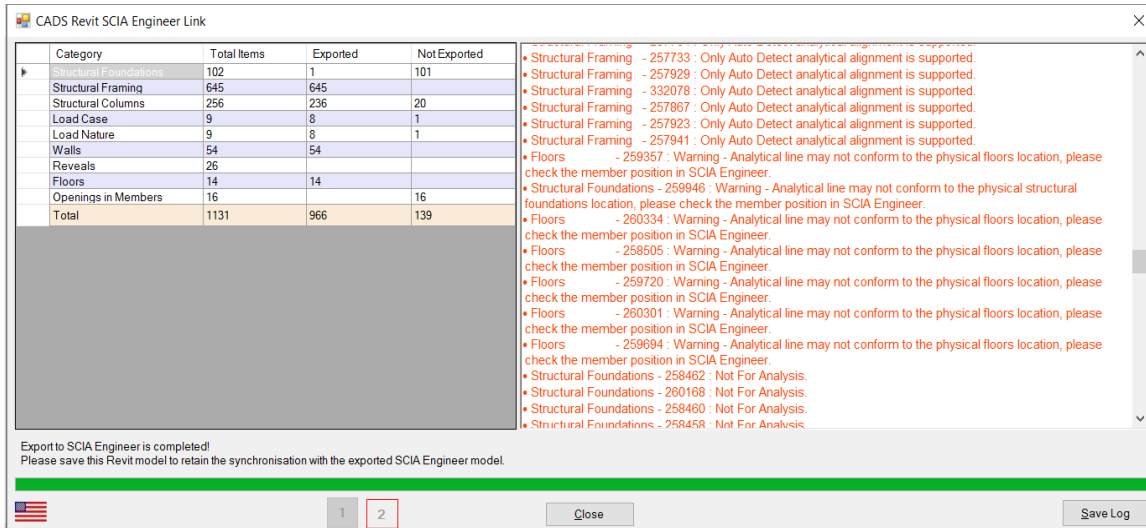 CADS Revit SCIA Engineer Link
Category Total Items Exported Not Exported
Structural Foundations 102 1 101
Structural Framing 645 645
Structural Columns 256 236 20
Load Case 9 8 1
Load Nature 9 8 1
Walls 54 54
Reveals 26
Floors 14 14
Openings in Members 16 16
Total 1131 966 139
• Structural Framing - 257733 : Only Auto Detect analytical alignment is supported.
• Structural Framing - 257929 : Only Auto Detect analytical alignment is supported.
• Structural Framing - 332078 : Only Auto Detect analytical alignment is supported.
• Structural Framing - 257867 : Only Auto Detect analytical alignment is supported.
• Structural Framing - 257923 : Only Auto Detect analytical alignment is supported.
• Structural Framing - 257941 : Only Auto Detect analytical alignment is supported.
• Floors - 259357 : Warning - Analytical line may not conform to the physical floors location, please
check the member position in SCIA Engineer.
• Structural Foundations - 259946 : Warning - Analytical line may not conform to the physical structural
foundations location, please check the member position in SCIA Engineer.
• Floors - 260334 : Warning - Analytical line may not conform to the physical floors location, please
check the member position in SCIA Engineer.
• Floors - 258505 : Warning - Analytical line may not conform to the physical floors location, please
check the member position in SCIA Engineer.
• Floors - 259720 : Warning - Analytical line may not conform to the physical floors location, please
check the member position in SCIA Engineer.
• Floors - 260301 : Warning - Analytical line may not conform to the physical floors location, please
check the member position in SCIA Engineer.
• Floors - 259694 : Warning - Analytical line may not conform to the physical floors location, please
check the member position in SCIA Engineer.
• Structural Foundations - 258462 : Not For Analysis.
• Structural Foundations - 260168 : Not For Analysis.
• Structural Foundations - 258460 : Not For Analysis.
• Structural Foundations - 258458 : Not For Analysis.
Export to SCIA Engineer is completed!
Please save this Revit model to retain the synchronisation with the exported SCIA Engineer model.
1 2 Close Save Log